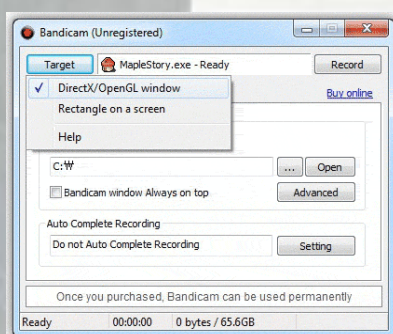 Bandicam (Unregistered)
Target MapleStory.exe - Ready Record
DirectX/OpenGL window
Buy online
Rectangle on a screen
Help
C:₩ ... Open
Bandicam window Always on top Advanced
Auto Complete Recording
Do not Auto Complete Recording Setting
Once you purchased, Bandicam can be used permanently
Ready 00:00:00 0 bytes / 65.6GB